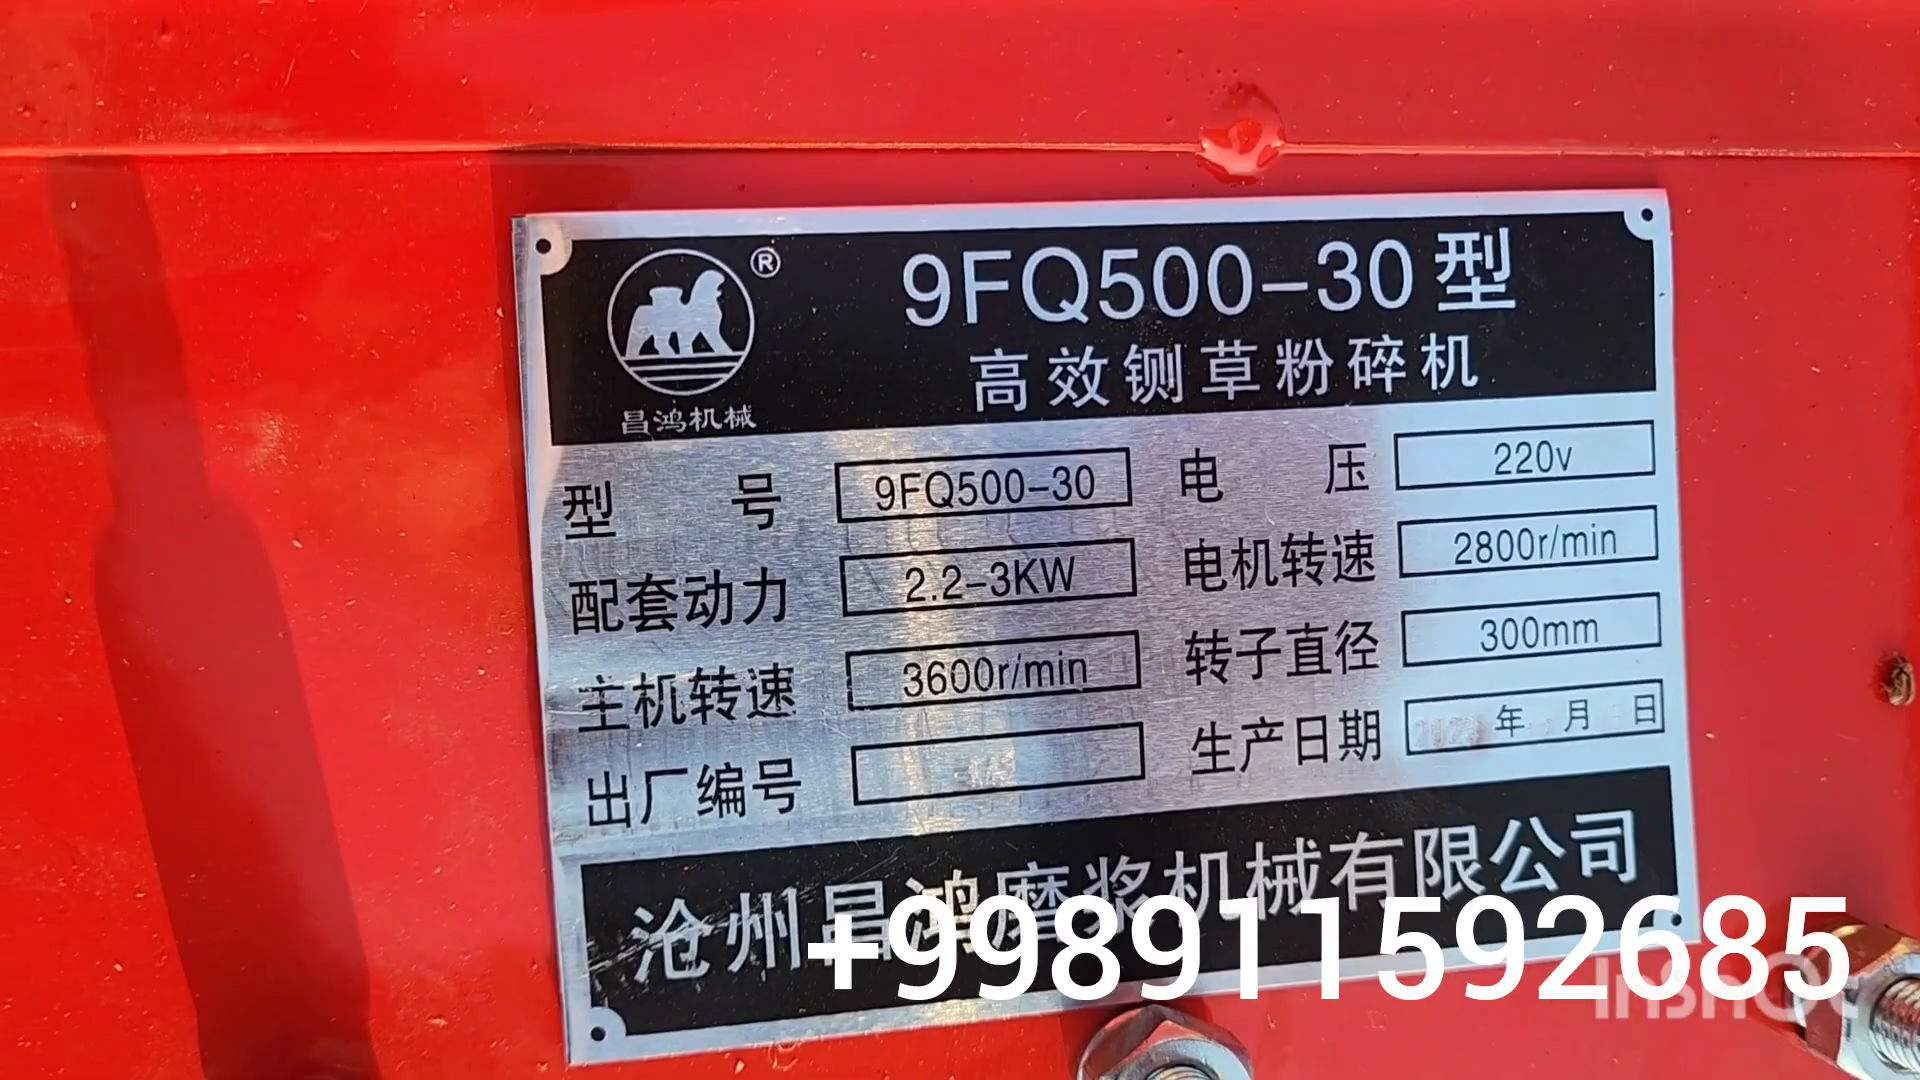 ®
9FQ500-30型
高效铡草粉碎机
昌鸿机械
型号 9FQ500-30 电压 220v
配套动力 2.2-3KW 电机转速 2800r/min
主机转速 3600r/min 转子直径 300mm
出厂编号 生产日期 年 月 日
沧州昌鸿磨浆机械有限公司
+998911592685
InShOt